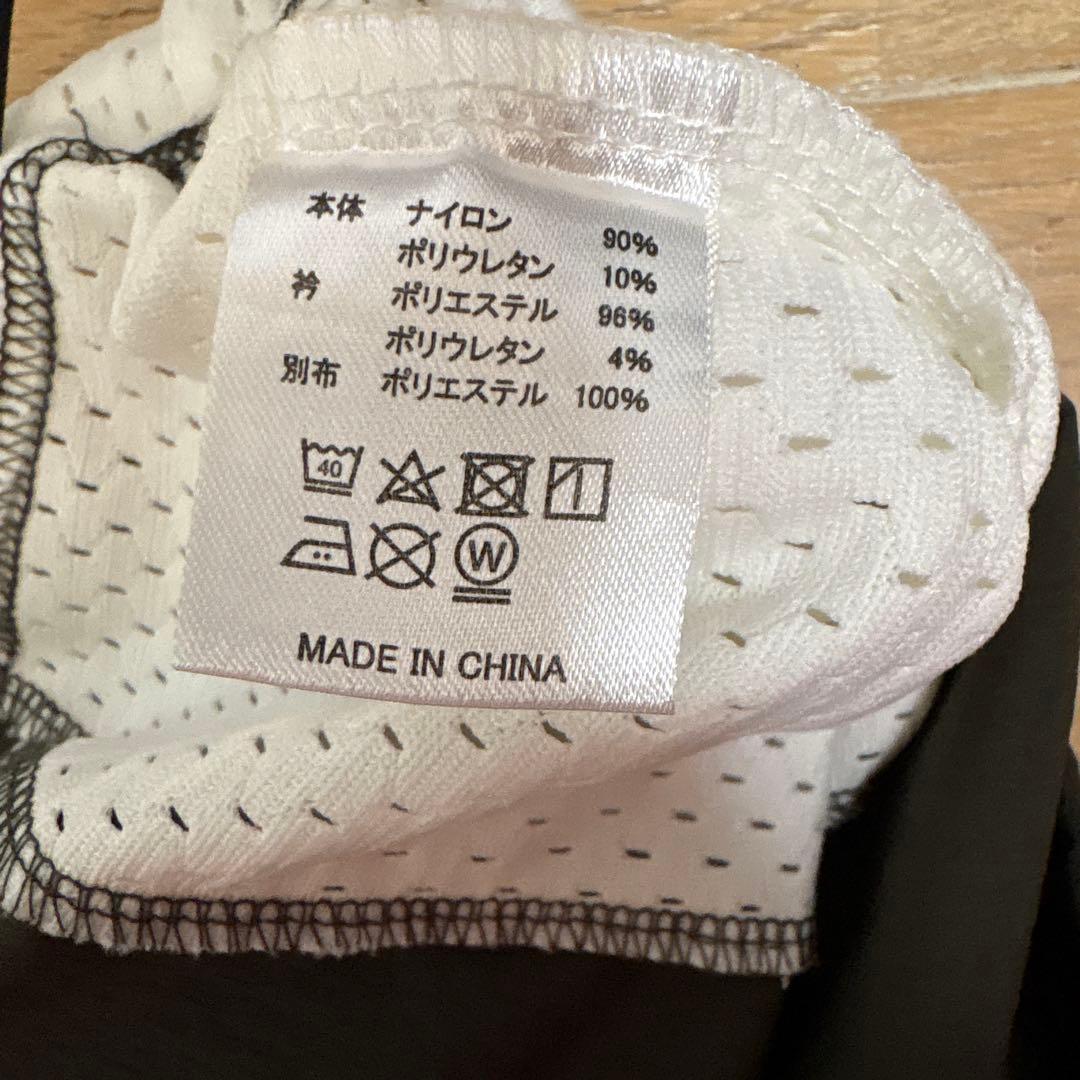 本体 ナイロン 90%
ポリウレタン 10%
衿 ポリエステル 96%
ポリウレタン 4%
別布 ポリエステル 100%
40
W
MADE IN CHINA